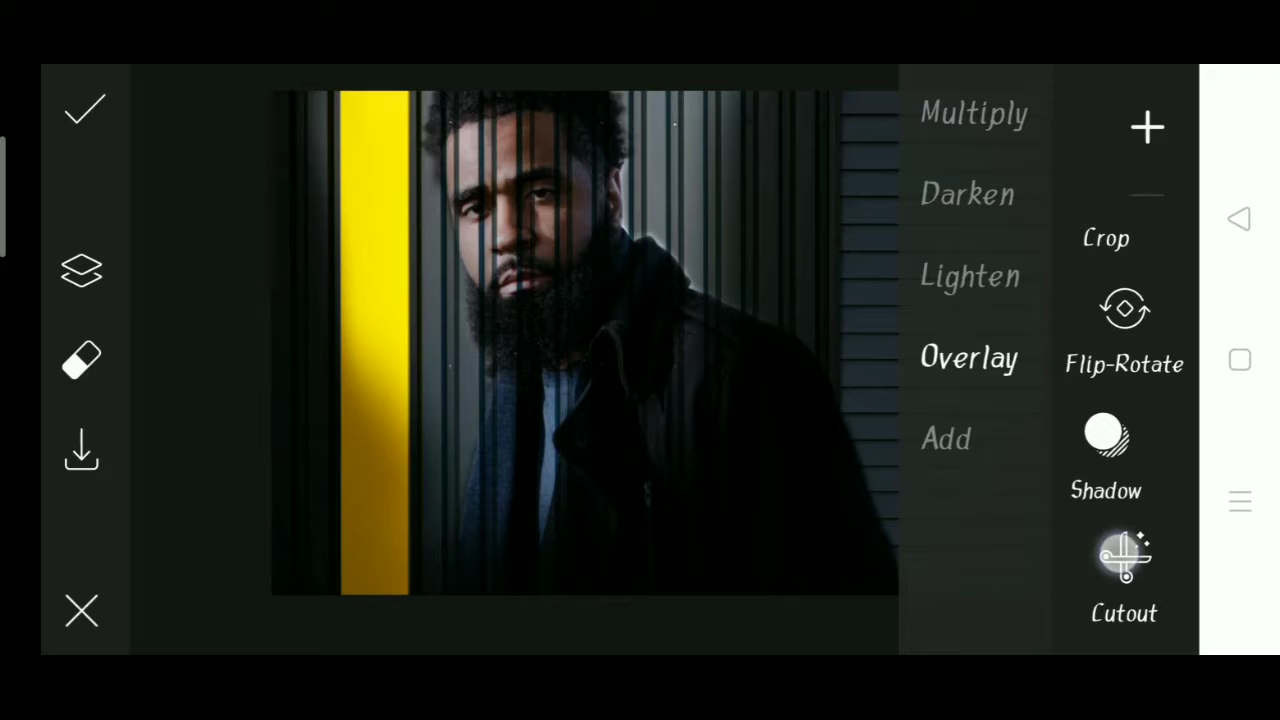 Multiply
Darken
Lighten
Overlay
Add
Crop
Flip-Rotate
Shadow
Cutout